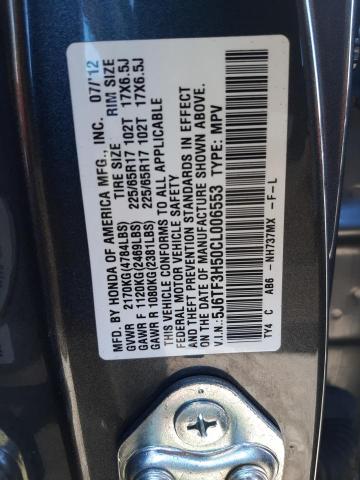 MFD. BY HONDA OF AMERICA MFG., INC. 07/'12
TIRE SIZE RIM SIZE
GVWR 2170KG(4784LBS) 225/65R17 102T 17X6.5J
GAWR F 1120KG(2469LBS) 225/65R17 102T 17X6.5J
GAWR R 1080KG(2381LBS)
THIS VEHICLE CONFORMS TO ALL APPLICABLE
FEDERAL MOTOR VEHICLE SAFETY
AND THEFT PREVENTION STANDARDS IN EFFECT
ON THE DATE OF MANUFACTURE SHOWN ABOVE.
V.I.N.: 5J6TF3H50CL006553 TYPE: MPV
TY4 C AB6 -NH737MX -F-L